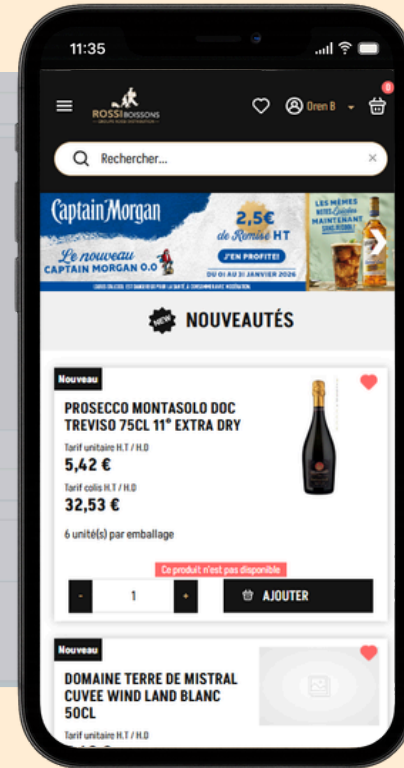 11:35
0
ROSSI BOISSONS
Oren B
Rechercher...
×
Captain Morgan
Le nouveau
CAPTAIN MORGAN 0.0
2,5€
de Remise HT
J'EN PROFITE!
DU 01 AU 31 JANVIER 2026
LES MÊMES
MAINTENANT
NEW
NOUVEAUTÉS
Nouveau
PROSECCO MONTASOLO DOC
TREVISO 75CL 11° EXTRA DRY
Tarif unitaire H.T / H.D
5,42 €
Tarif colis H.T / H.D
32,53 €
6 unité(s) par emballage
Ce produit n'est pas disponible
- 1 +
AJOUTER
Nouveau
DOMAINE TERRE DE MISTRAL
CUVEE WIND LAND BLANC
50CL
Tarif unitaire H.T / H.D